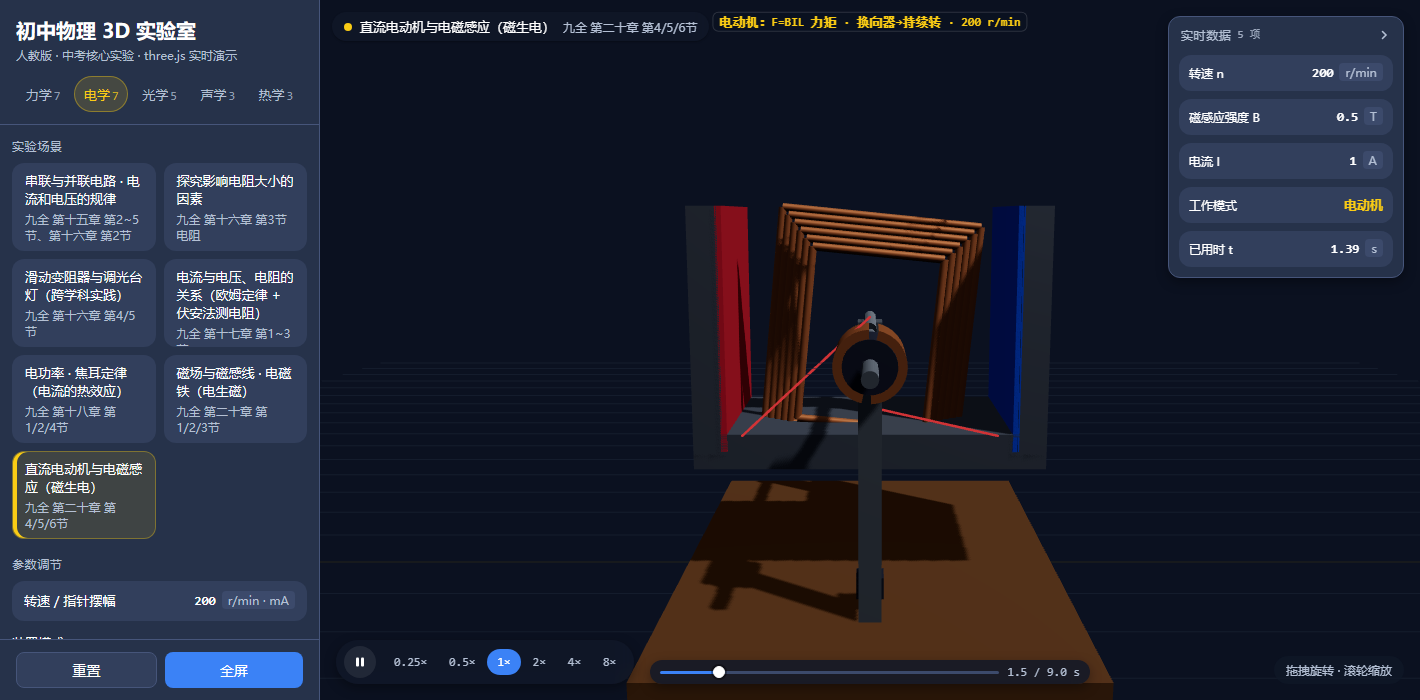 初中物理 3D 实验室
人教版 · 中考核心实验 · three.js 实时演示
力学 7
电学 7
光学 5
声学 3
热学 3
实验场景
串联与并联电路 · 电
流和电压的规律
九全 第十五章 第2~5
节、第十六章 第2节
探究影响电阻大小的
因素
九全 第十六章 第3节
电阻
滑动变阻器与调光台
灯（跨学科实践）
九全 第十六章 第4/5
节
电流与电压、电阻的
关系（欧姆定律 +
伏安法测电阻）
九全 第十七章 第1~3
电功率 · 焦耳定律
（电流的热效应）
九全 第十八章 第
1/2/4节
磁场与磁感线 · 电磁
铁（电生磁）
九全 第二十章 第
1/2/3节
直流电动机与电磁感
应（磁生电）
九全 第二十章 第
4/5/6节
参数调节
转速 / 指针摆幅 200 r/min · mA
重置
全屏
直流电动机与电磁感应（磁生电） 九全 第二十章 第4/5/6节
电动机: F=BIL 力矩 · 换向器→持续转 · 200 r/min
实时数据 5 项
转速 n 200 r/min
磁感应强度 B 0.5 T
电流 I 1 A
工作模式 电动机
已用时 t 1.39 s
0.25× 0.5× 1× 2× 4× 8×
1.5 / 9.0 s
拖拽旋转 · 滚轮缩放